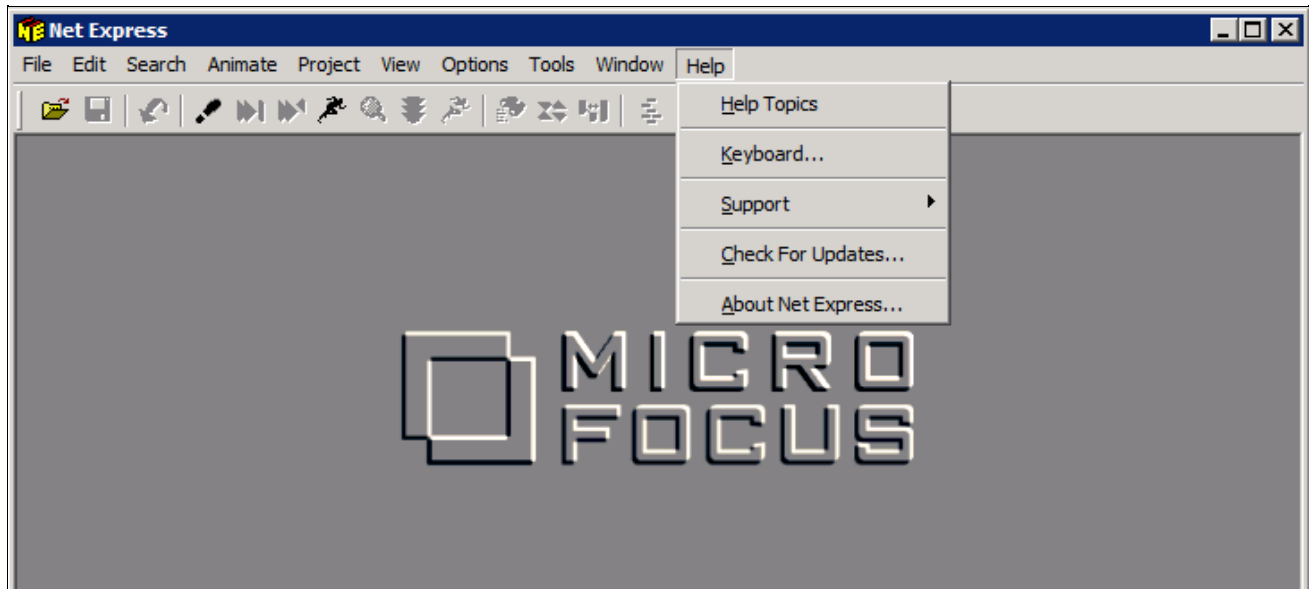 Net Express
File Edit Search Animate Project View Options Tools Window Help
Help Topics
Keyboard...
Support
Check For Updates...
About Net Express...
MICRO
FOCUS